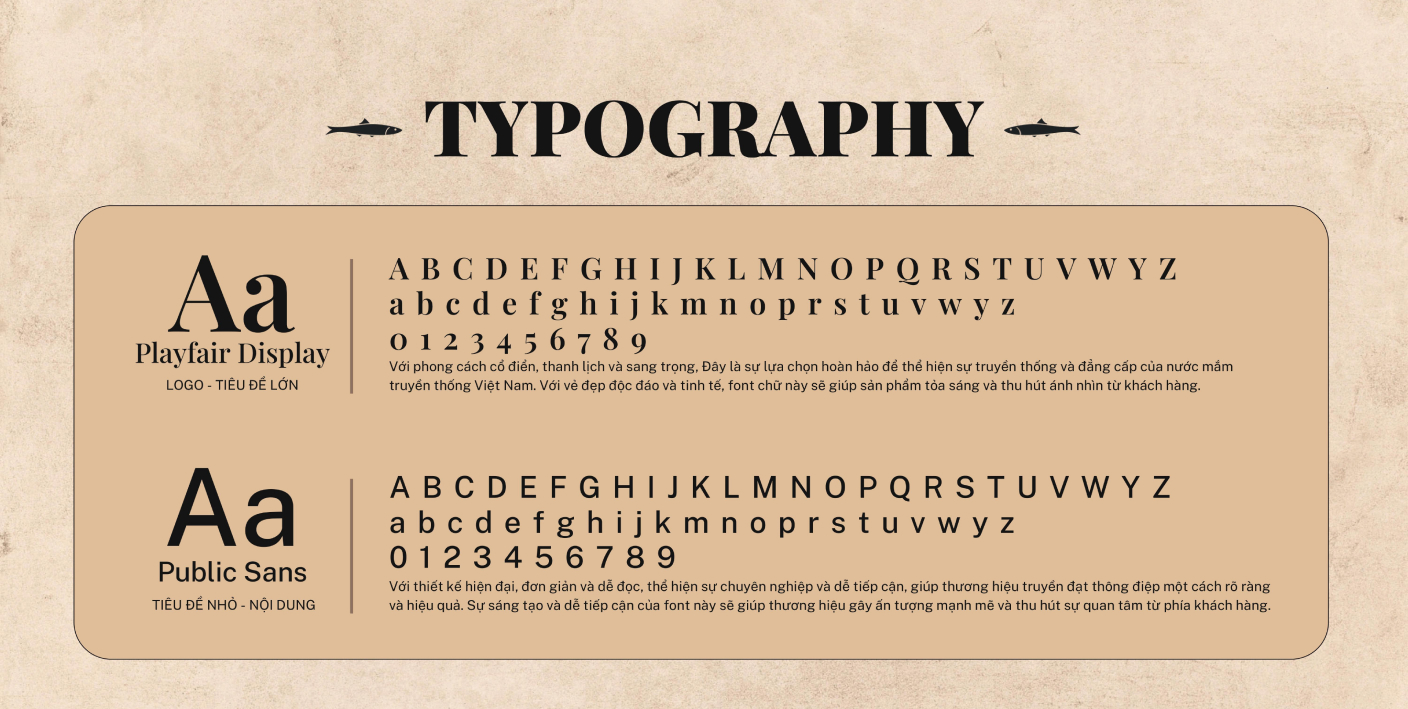 TYPOGRAPHY
Aa
Playfair Display
LOGO - TIÊU ĐỀ LỚN
A B C D E F G H I J K L M N O P Q R S T U V W Y Z
a b c d e f g h i j k m n o p r s t u v w y z
0 1 2 3 4 5 6 7 8 9
Với phong cách cổ điển, thanh lịch và sang trọng, Đây là sự lựa chọn hoàn hảo để thể hiện sự truyền thống và đẳng cấp của nước mắm
truyền thống Việt Nam. Với vẻ đẹp độc đáo và tinh tế, font chữ này sẽ giúp sản phẩm tỏa sáng và thu hút ánh nhìn từ khách hàng.
Aa
Public Sans
TIÊU ĐỀ NHỎ - NỘI DUNG
A B C D E F G H I J K L M N O P Q R S T U V W Y Z
a b c d e f g h i j k m n o p r s t u v w y z
0 1 2 3 4 5 6 7 8 9
Với thiết kế hiện đại, đơn giản và dễ đọc, thể hiện sự chuyên nghiệp và dễ tiếp cận, giúp thương hiệu truyền đạt thông điệp một cách rõ ràng
và hiệu quả. Sự sáng tạo và dễ tiếp cận của font này sẽ giúp thương hiệu gây ấn tượng mạnh mẽ và thu hút sự quan tâm từ phía khách hàng.